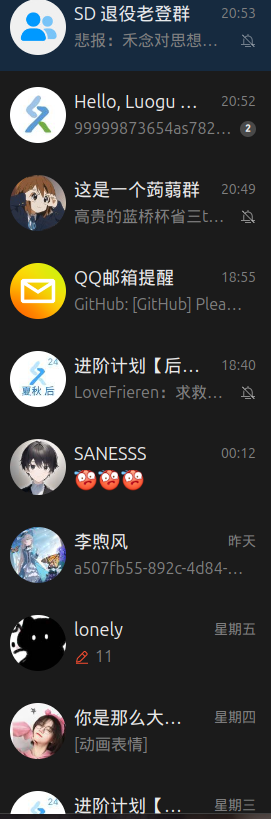 SD 退役老登群 20:53
悲报：禾念对思想…
Hello, Luogu … 20:52
99999873654as782… 2
这是一个蒟蒻群 20:49
高贵的蓝桥杯省三t…
QQ邮箱提醒 18:55
GitHub: [GitHub] Plea…
24
夏秋 后
进阶计划【后… 18:40
LoveFrieren：求救…
SANESSS 00:12
李煦风 昨天
a507fb55-892c-4d84-…
lonely 星期五
11
你是那么大… 星期四
[动画表情]
24
进阶计划【… 星期三